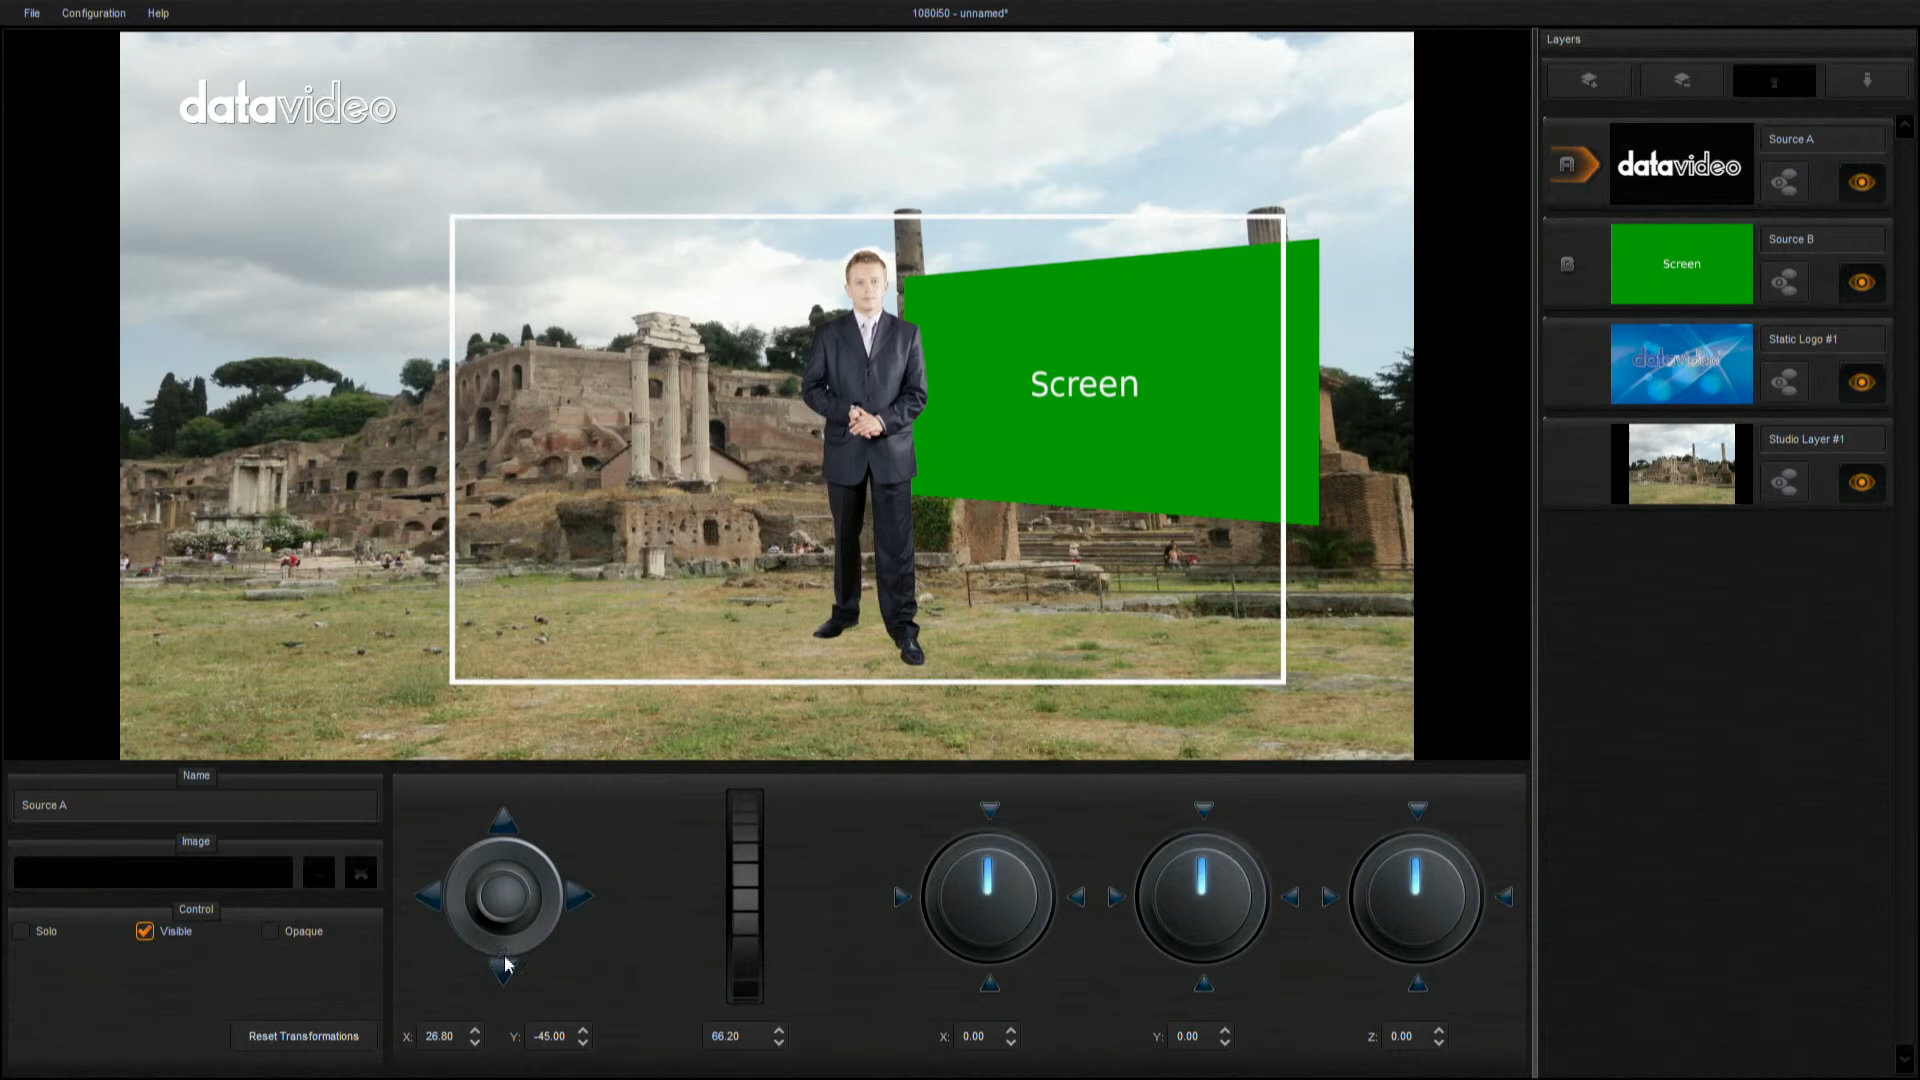 File Configuration Help
1080i50 - unnamed*
Layers
datavideo
A
datavideo
Source A
B
Screen
Source B
datavideo
Static Logo #1
Studio Layer #1
Screen
Name
Source A
Image
...
Control
Solo Visible Opaque
Reset Transformations
X: 26.80 Y: -45.00 66.20 X: 0.00 Y: 0.00 Z: 0.00